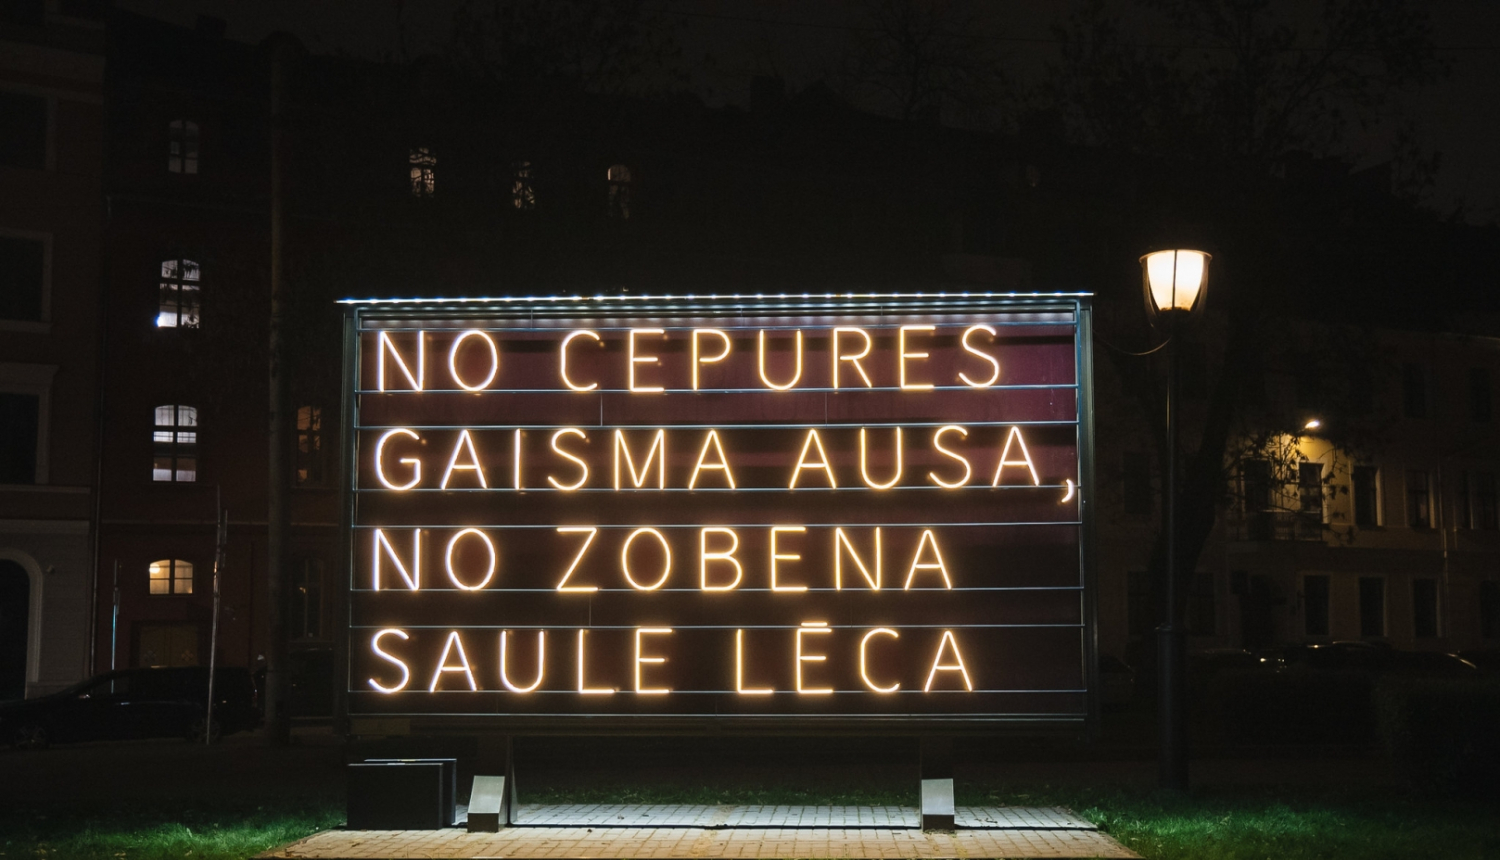 NO CEPURES
GAISMA AUSA,
NO ZOBENA
SAULE LĒCA